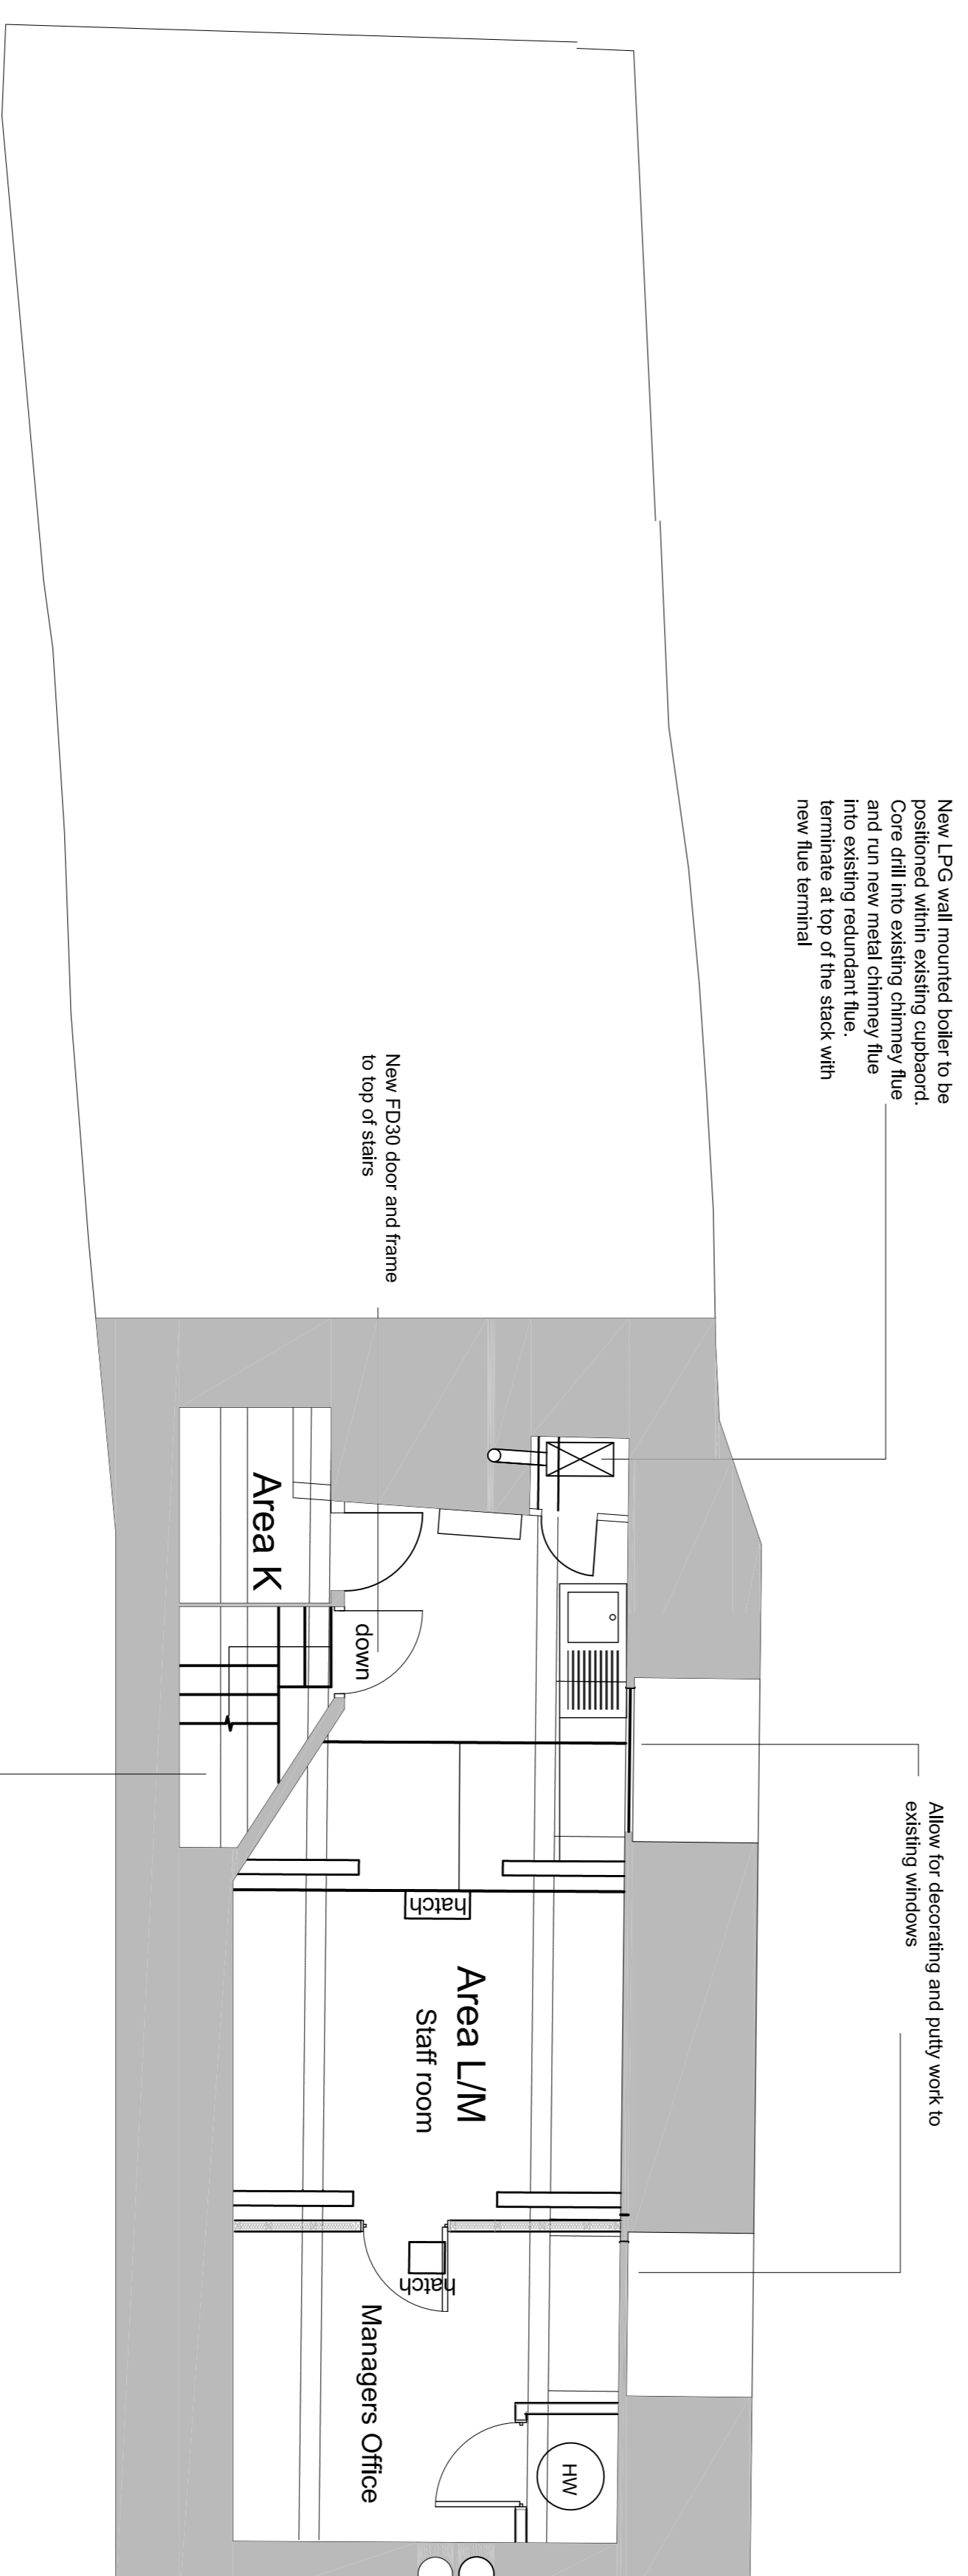 New LPG wall mounted boiler to be
positioned witnin existing cupbaord.
Core drill into existing chimney flue
and run new metal chimney flue
into existing redundant flue.
terminate at top of the stack with
new flue terminal
New FD30 door and frame
to top of stairs
Allow for decorating and putty work to
existing windows
Area K
down
hatch
Area L/M
Staff room
hatch
Managers Office
HW